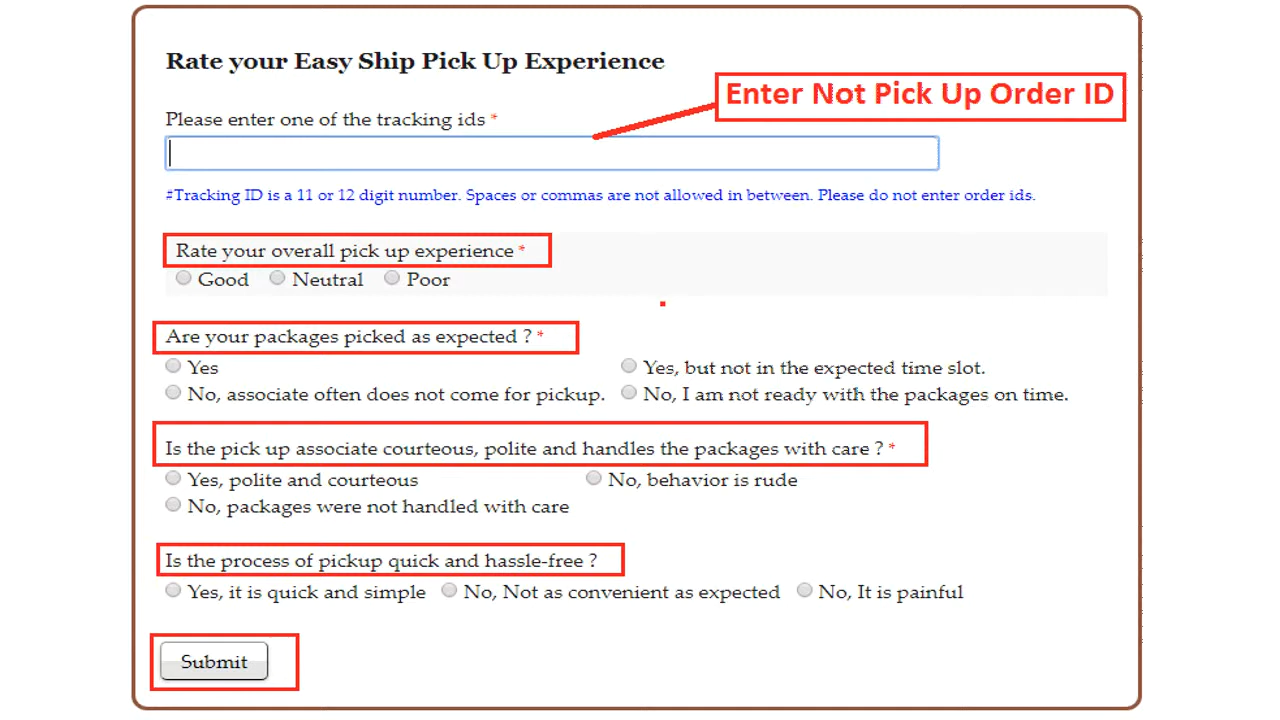 Rate your Easy Ship Pick Up Experience
Enter Not Pick Up Order ID
Please enter one of the tracking ids *
#Tracking ID is a 11 or 12 digit number. Spaces or commas are not allowed in between. Please do not enter order ids.
Rate your overall pick up experience *
Good Neutral Poor
Are your packages picked as expected ? *
Yes Yes, but not in the expected time slot.
No, associate often does not come for pickup. No, I am not ready with the packages on time.
Is the pick up associate courteous, polite and handles the packages with care ? *
Yes, polite and courteous No, behavior is rude
No, packages were not handled with care
Is the process of pickup quick and hassle-free ?
Yes, it is quick and simple No, Not as convenient as expected No, It is painful
Submit